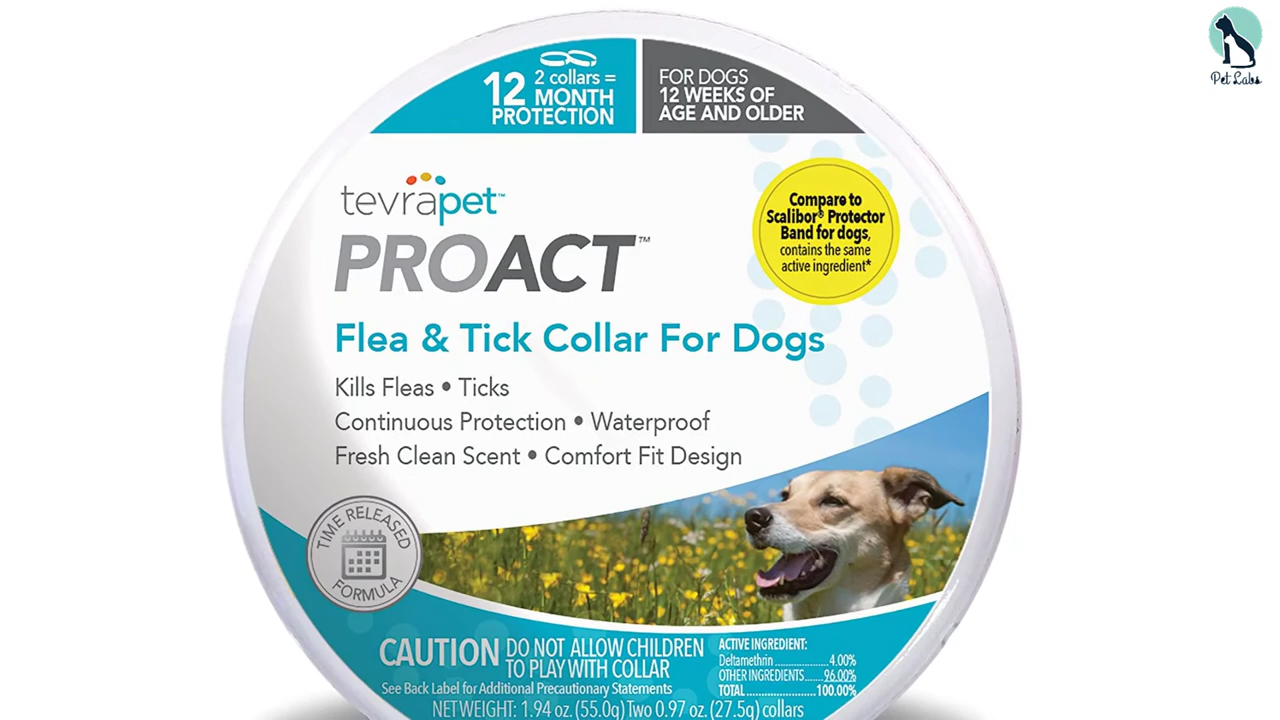 Pet Labs
2 collars =
12 MONTH
PROTECTION
FOR DOGS
12 WEEKS OF
AGE AND OLDER
tevrapet™
PROACT™
Compare to
Scalibor® Protector
Band for dogs,
contains the same
active ingredient*
Flea & Tick Collar For Dogs
Kills Fleas • Ticks
Continuous Protection • Waterproof
Fresh Clean Scent • Comfort Fit Design
TIME RELEASED
FORMULA
CAUTION DO NOT ALLOW CHILDREN
TO PLAY WITH COLLAR
See Back Label for Additional Precautionary Statements
ACTIVE INGREDIENT:
Deltamethrin ................ 4.00%
OTHER INGREDIENTS ..... 96.00%
TOTAL .................... 100.00%
NET WEIGHT: 1.94 oz. (55.0g) Two 0.97 oz. (27.5g) collars